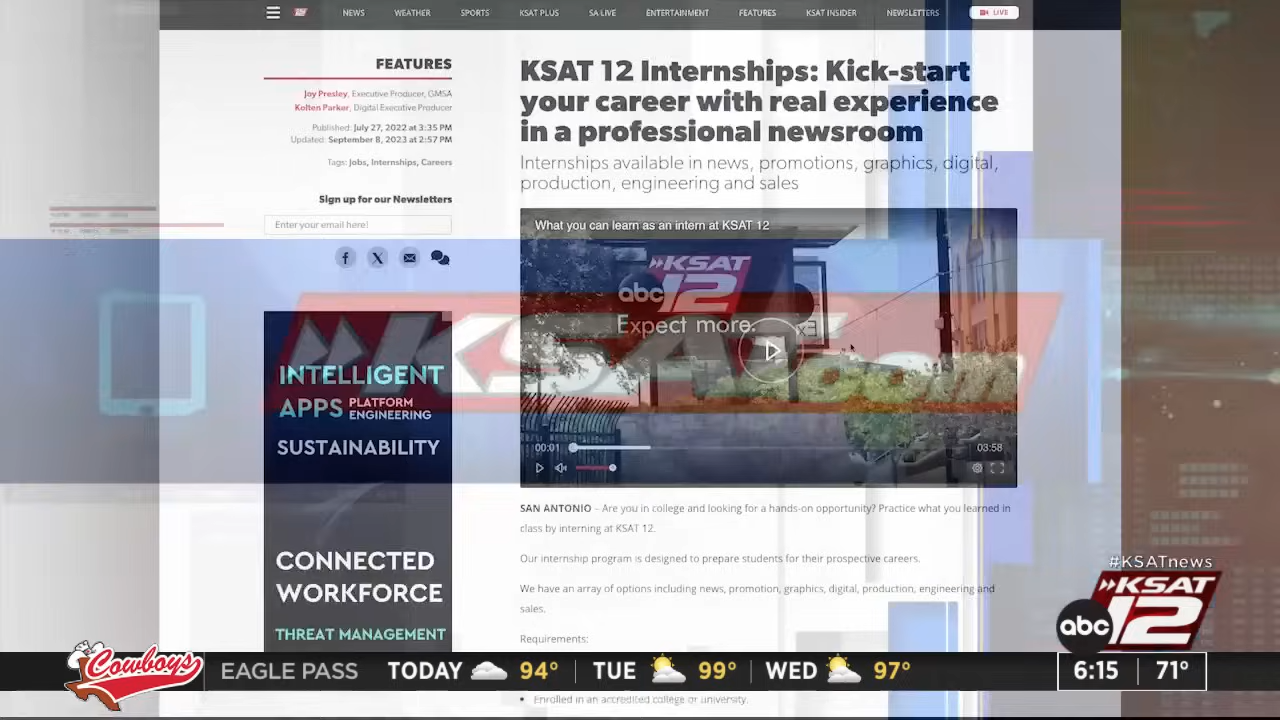 NEWS WEATHER SPORTS KSAT PLUS SA LIVE ENTERTAINMENT FEATURES KSAT INSIDER NEWSLETTERS LIVE
FEATURES
Joy Presley, Executive Producer, GMSA
Kolten Parker, Digital Executive Producer
Published: July 27, 2022 at 3:35 PM
Updated: September 8, 2023 at 2:57 PM
Tags: Jobs, Internships, Careers
Sign up for our Newsletters
Enter your email here!
INTELLIGENT
APPS PLATFORM
ENGINEERING
SUSTAINABILITY
CONNECTED
WORKFORCE
THREAT MANAGEMENT
KSAT 12 Internships: Kick-start
your career with real experience
in a professional newsroom
Internships available in news, promotions, graphics, digital,
production, engineering and sales
What you can learn as an intern at KSAT 12
KSAT
abc 12
Expect more.
KSAT.com
00:01 03:58
SAN ANTONIO – Are you in college and looking for a hands-on opportunity? Practice what you learned in
class by interning at KSAT 12.
Our internship program is designed to prepare students for their prospective careers.
We have an array of options including news, promotion, graphics, digital, production, engineering and
sales.
Requirements:
Enrolled in an accredited college or university.
#KSATnews
KSAT
abc 12
Cowboys EAGLE PASS TODAY 94° TUE 99° WED 97° 6:15 71°